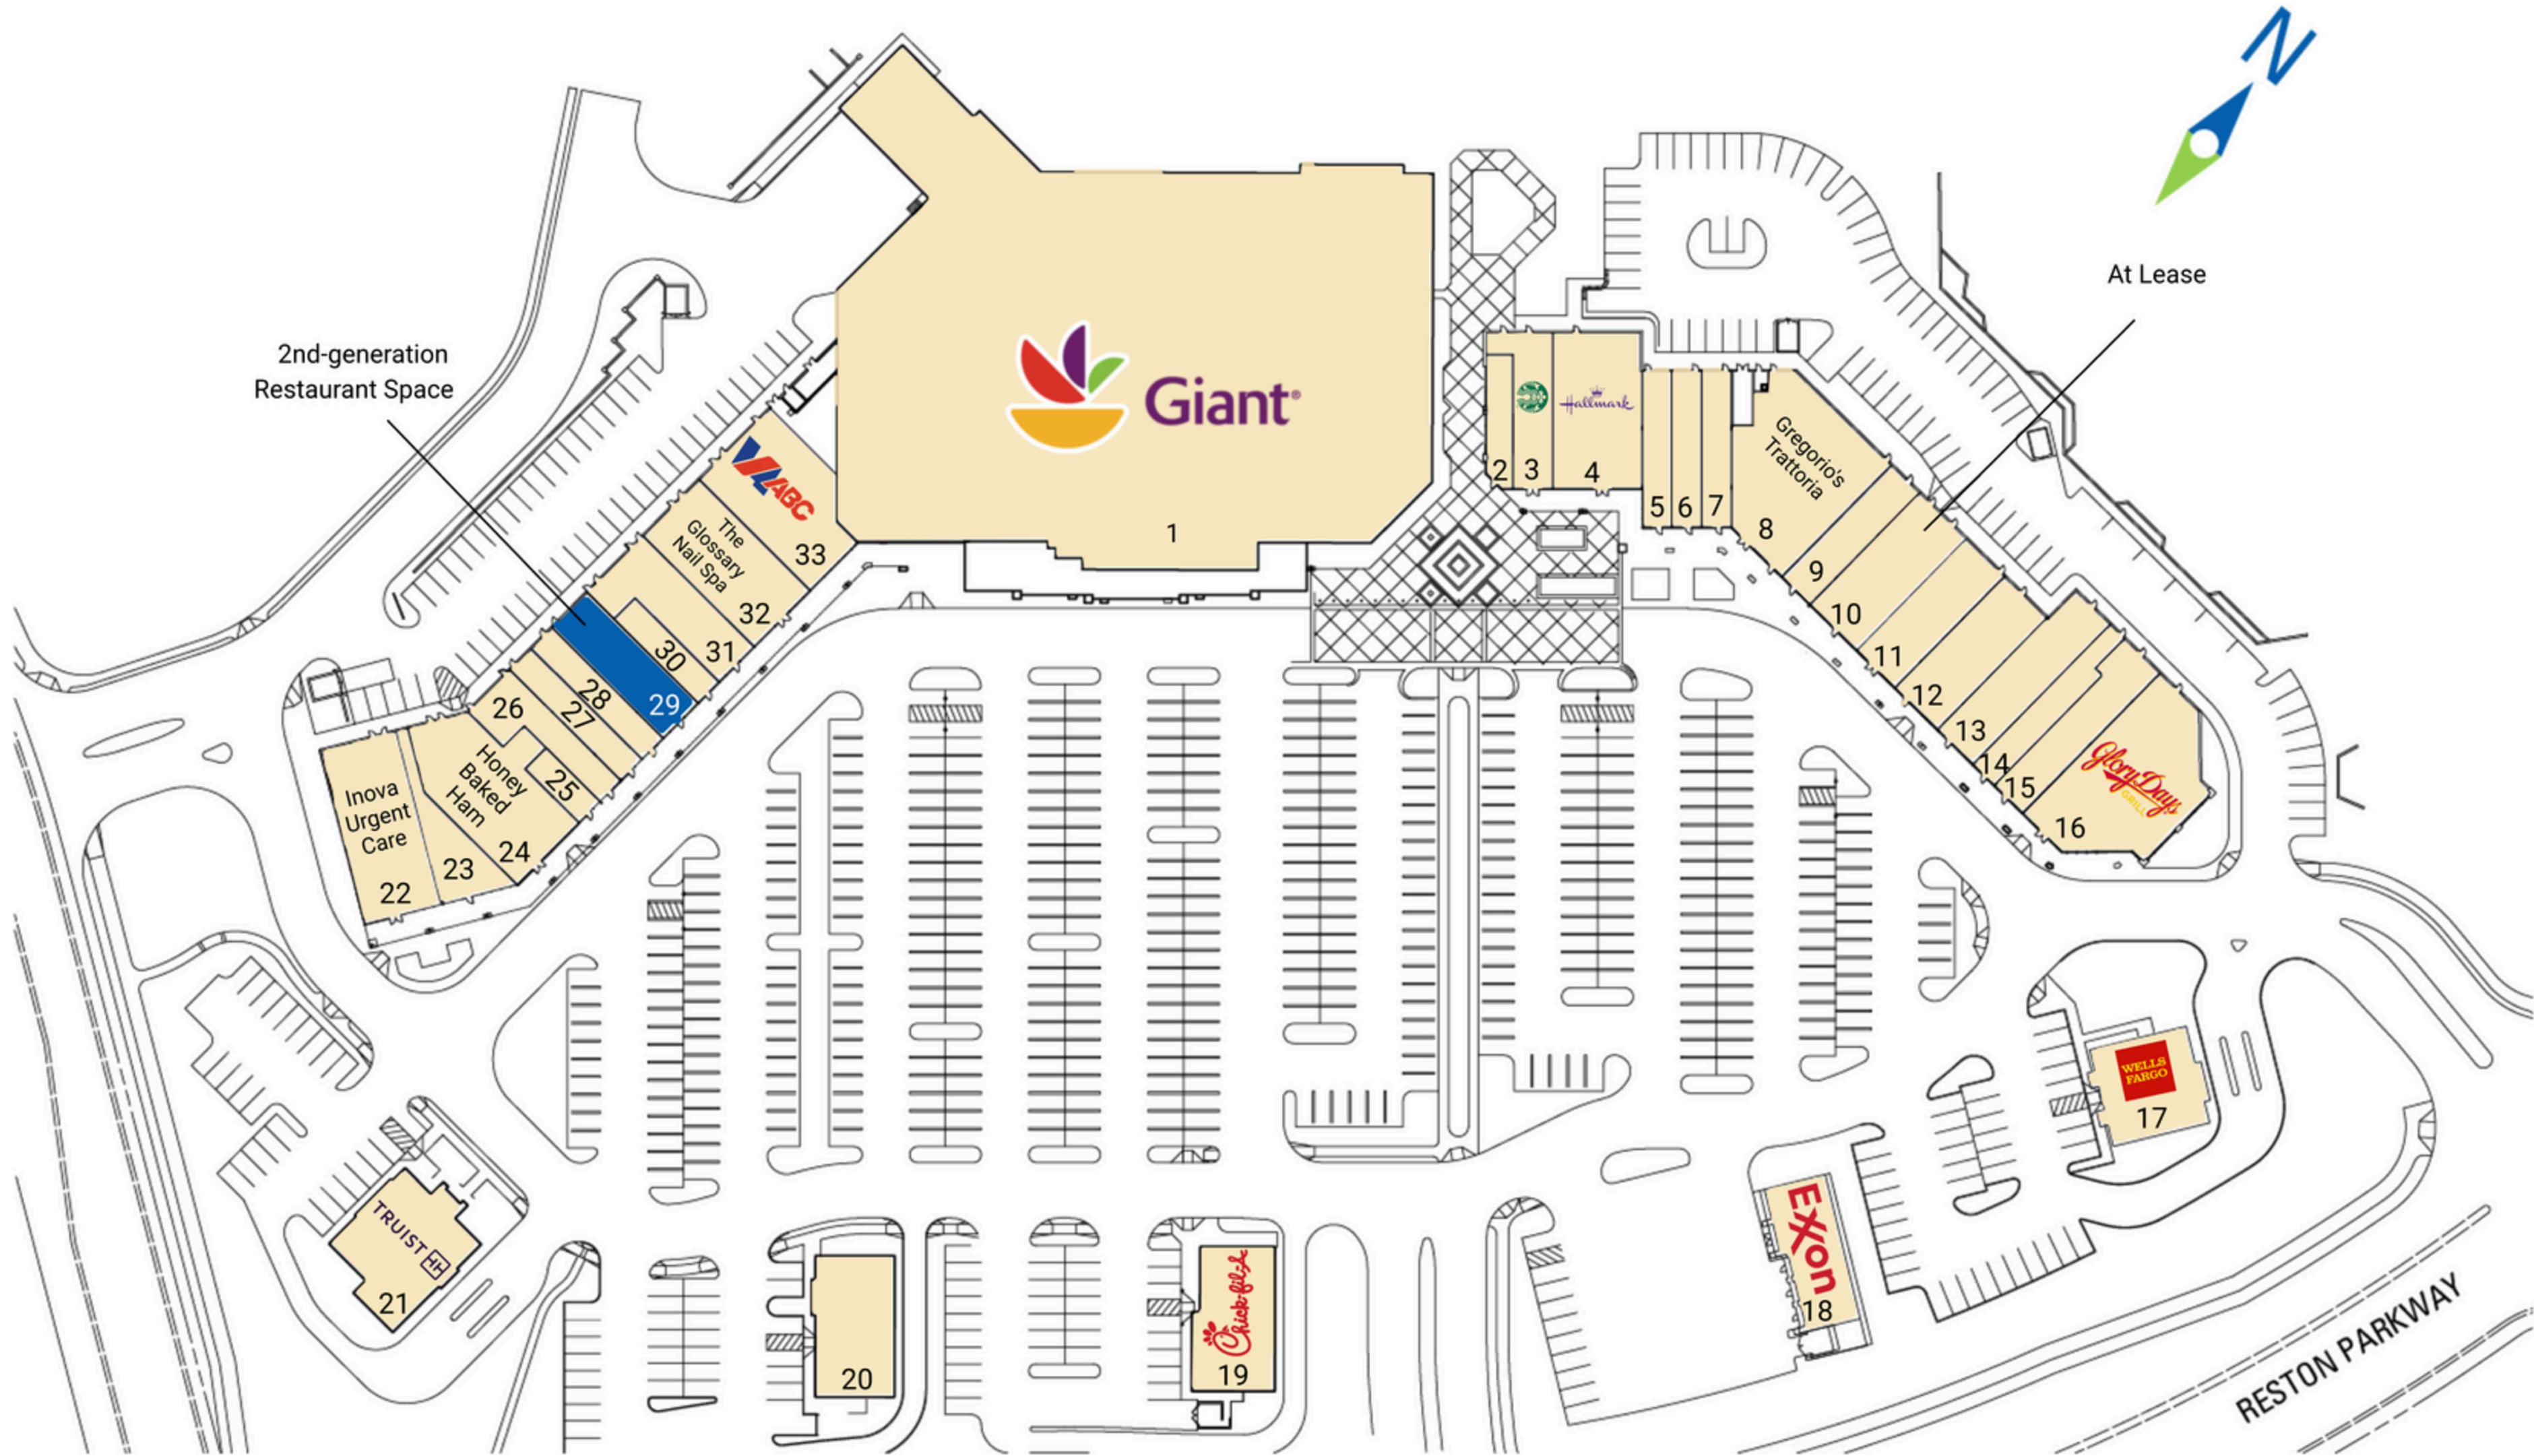 N
At Lease
2nd-generation
Restaurant Space
Giant
1
2
3
Hallmark
4
5
6
7
Gregorio's
Trattoria
8
9
10
11
12
13
14
15
Glory Days
GRILL
16
WELLS
FARGO
17
Exon
18
Chick-fil-A
19
20
TRUIST
21
Inova
Urgent
Care
22
23
Honey
Baked
Ham
24
25
26
27
28
29
30
31
The
Glossary
Nail Spa
32
VA ABC
33
RESTON PARKWAY